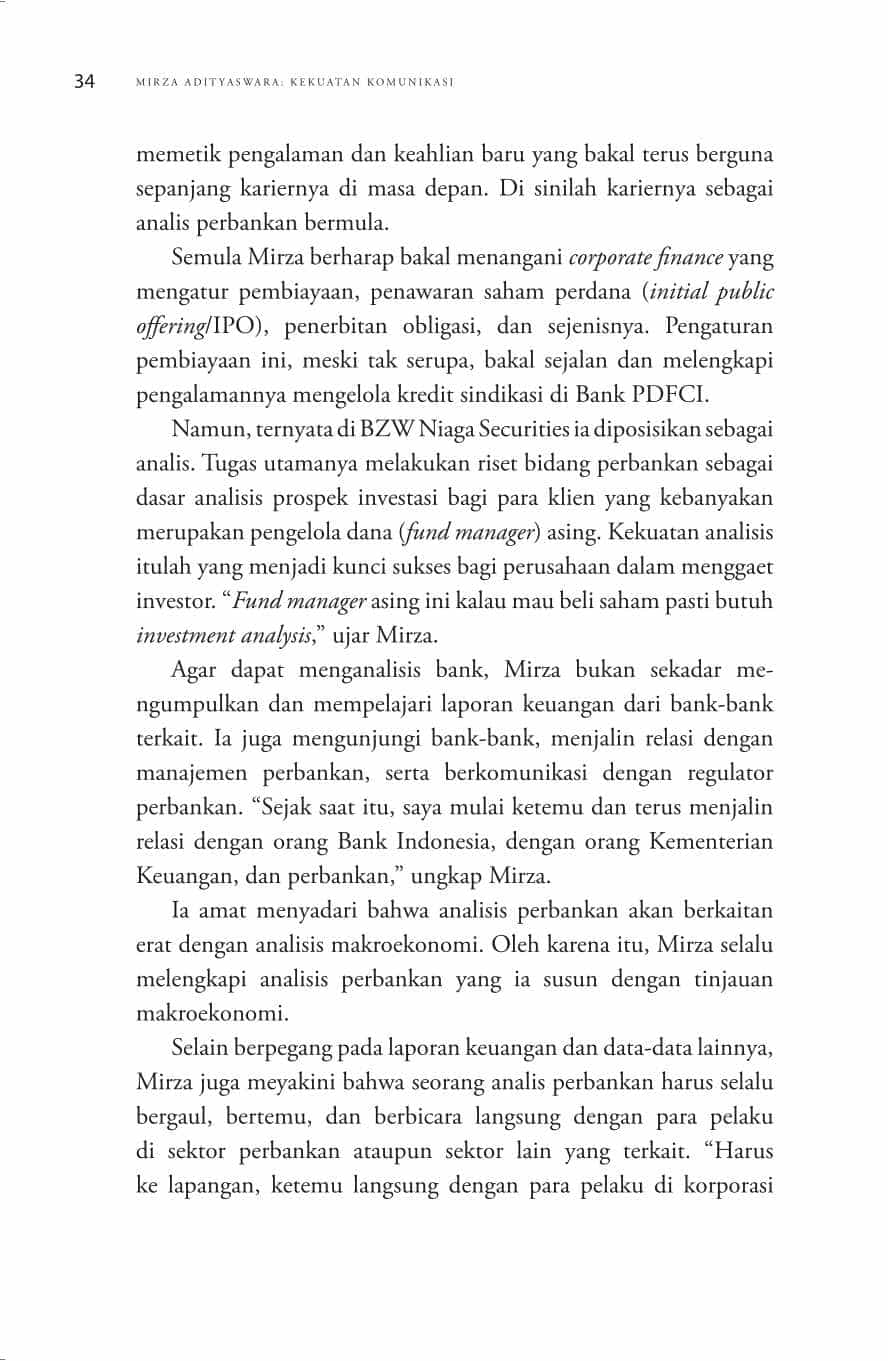 34 MIRZA ADITYASWARA: KEKUATAN KOMUNIKASI
memetik pengalaman dan keahlian baru yang bakal terus berguna
sepanjang kariernya di masa depan. Di sinilah kariernya sebagai
analis perbankan bermula.
Semula Mirza berharap bakal menangani corporate finance yang
mengatur pembiayaan, penawaran saham perdana (initial public
offering/IPO), penerbitan obligasi, dan sejenisnya. Pengaturan
pembiayaan ini, meski tak serupa, bakal sejalan dan melengkapi
pengalamannya mengelola kredit sindikasi di Bank PDFCI.
Namun, ternyata di BZW Niaga Securities ia diposisikan sebagai
analis. Tugas utamanya melakukan riset bidang perbankan sebagai
dasar analisis prospek investasi bagi para klien yang kebanyakan
merupakan pengelola dana (fund manager) asing. Kekuatan analisis
itulah yang menjadi kunci sukses bagi perusahaan dalam menggaet
investor. “Fund manager asing ini kalau mau beli saham pasti butuh
investment analysis,” ujar Mirza.
Agar dapat menganalisis bank, Mirza bukan sekadar me-
ngumpulkan dan mempelajari laporan keuangan dari bank-bank
terkait. Ia juga mengunjungi bank-bank, menjalin relasi dengan
manajemen perbankan, serta berkomunikasi dengan regulator
perbankan. “Sejak saat itu, saya mulai ketemu dan terus menjalin
relasi dengan orang Bank Indonesia, dengan orang Kementerian
Keuangan, dan perbankan,” ungkap Mirza.
Ia amat menyadari bahwa analisis perbankan akan berkaitan
erat dengan analisis makroekonomi. Oleh karena itu, Mirza selalu
melengkapi analisis perbankan yang ia susun dengan tinjauan
makroekonomi.
Selain berpegang pada laporan keuangan dan data-data lainnya,
Mirza juga meyakini bahwa seorang analis perbankan harus selalu
bergaul, bertemu, dan berbicara langsung dengan para pelaku
di sektor perbankan ataupun sektor lain yang terkait. “Harus
ke lapangan, ketemu langsung dengan para pelaku di korporasi